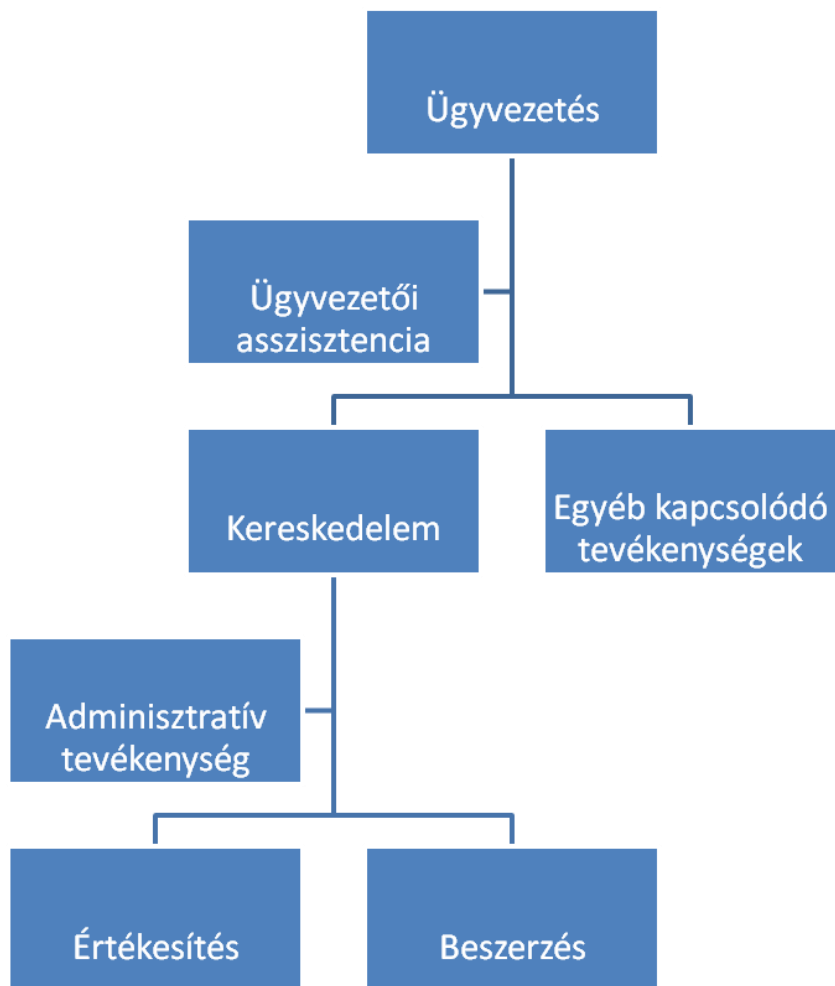 Ügyvezetés
Ügyvezetői
asszisztencia
Kereskedelem
Egyéb kapcsolódó
tevékenységek
Adminisztratív
tevékenység
Értékesítés
Beszerzés